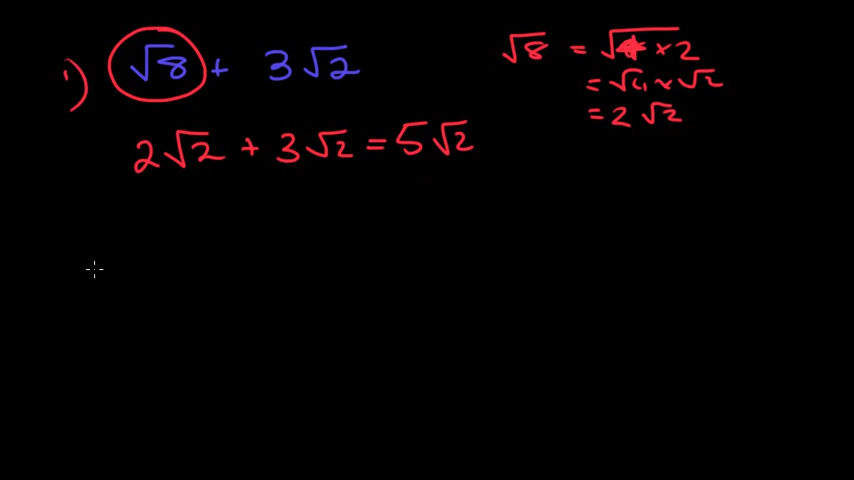 1) √8 + 3√2
2√2 + 3√2 = 5√2
√8 = √4 × 2
= √4 × √2
= 2 √2